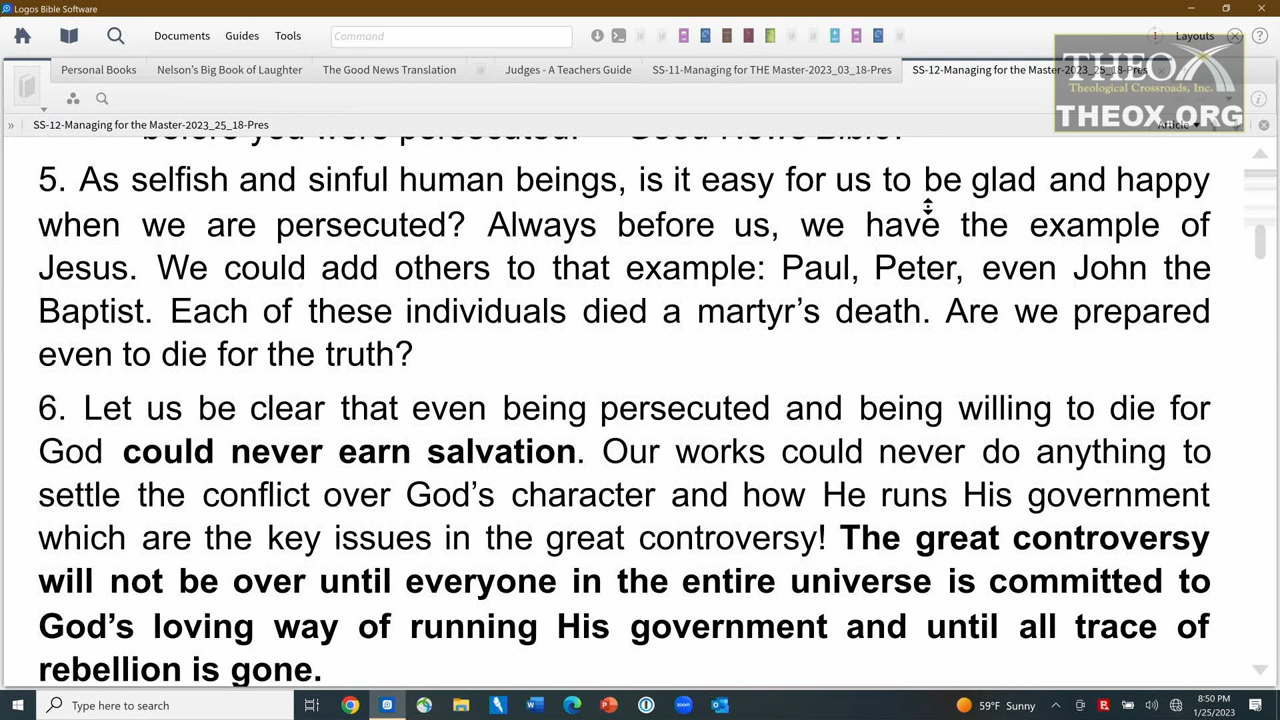 Logos Bible Software
Documents Guides Tools Command Layouts
THEOX
Theological Crossroads, Inc.
THEOX.ORG
Personal Books Nelson's Big Book of Laughter The Go Judges - A Teachers Guide SS-11-Managing for THE Master-2023_03_18-pres SS-12-Managing for the Master-2023_25_18-Pres
SS-12-Managing for the Master-2023_25_18-Pres Article
before you were persecuted. Good News Bible.
5. As selfish and sinful human beings, is it easy for us to be glad and happy
when we are persecuted? Always before us, we have the example of
Jesus. We could add others to that example: Paul, Peter, even John the
Baptist. Each of these individuals died a martyr’s death. Are we prepared
even to die for the truth?
6. Let us be clear that even being persecuted and being willing to die for
God could never earn salvation. Our works could never do anything to
settle the conflict over God’s character and how He runs His government
which are the key issues in the great controversy! The great controversy
will not be over until everyone in the entire universe is committed to
God’s loving way of running His government and until all trace of
rebellion is gone.
Type here to search
59°F Sunny
8:50 PM
1/25/2023